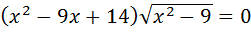 (x² − 9x + 14)√(x² − 9) = 0